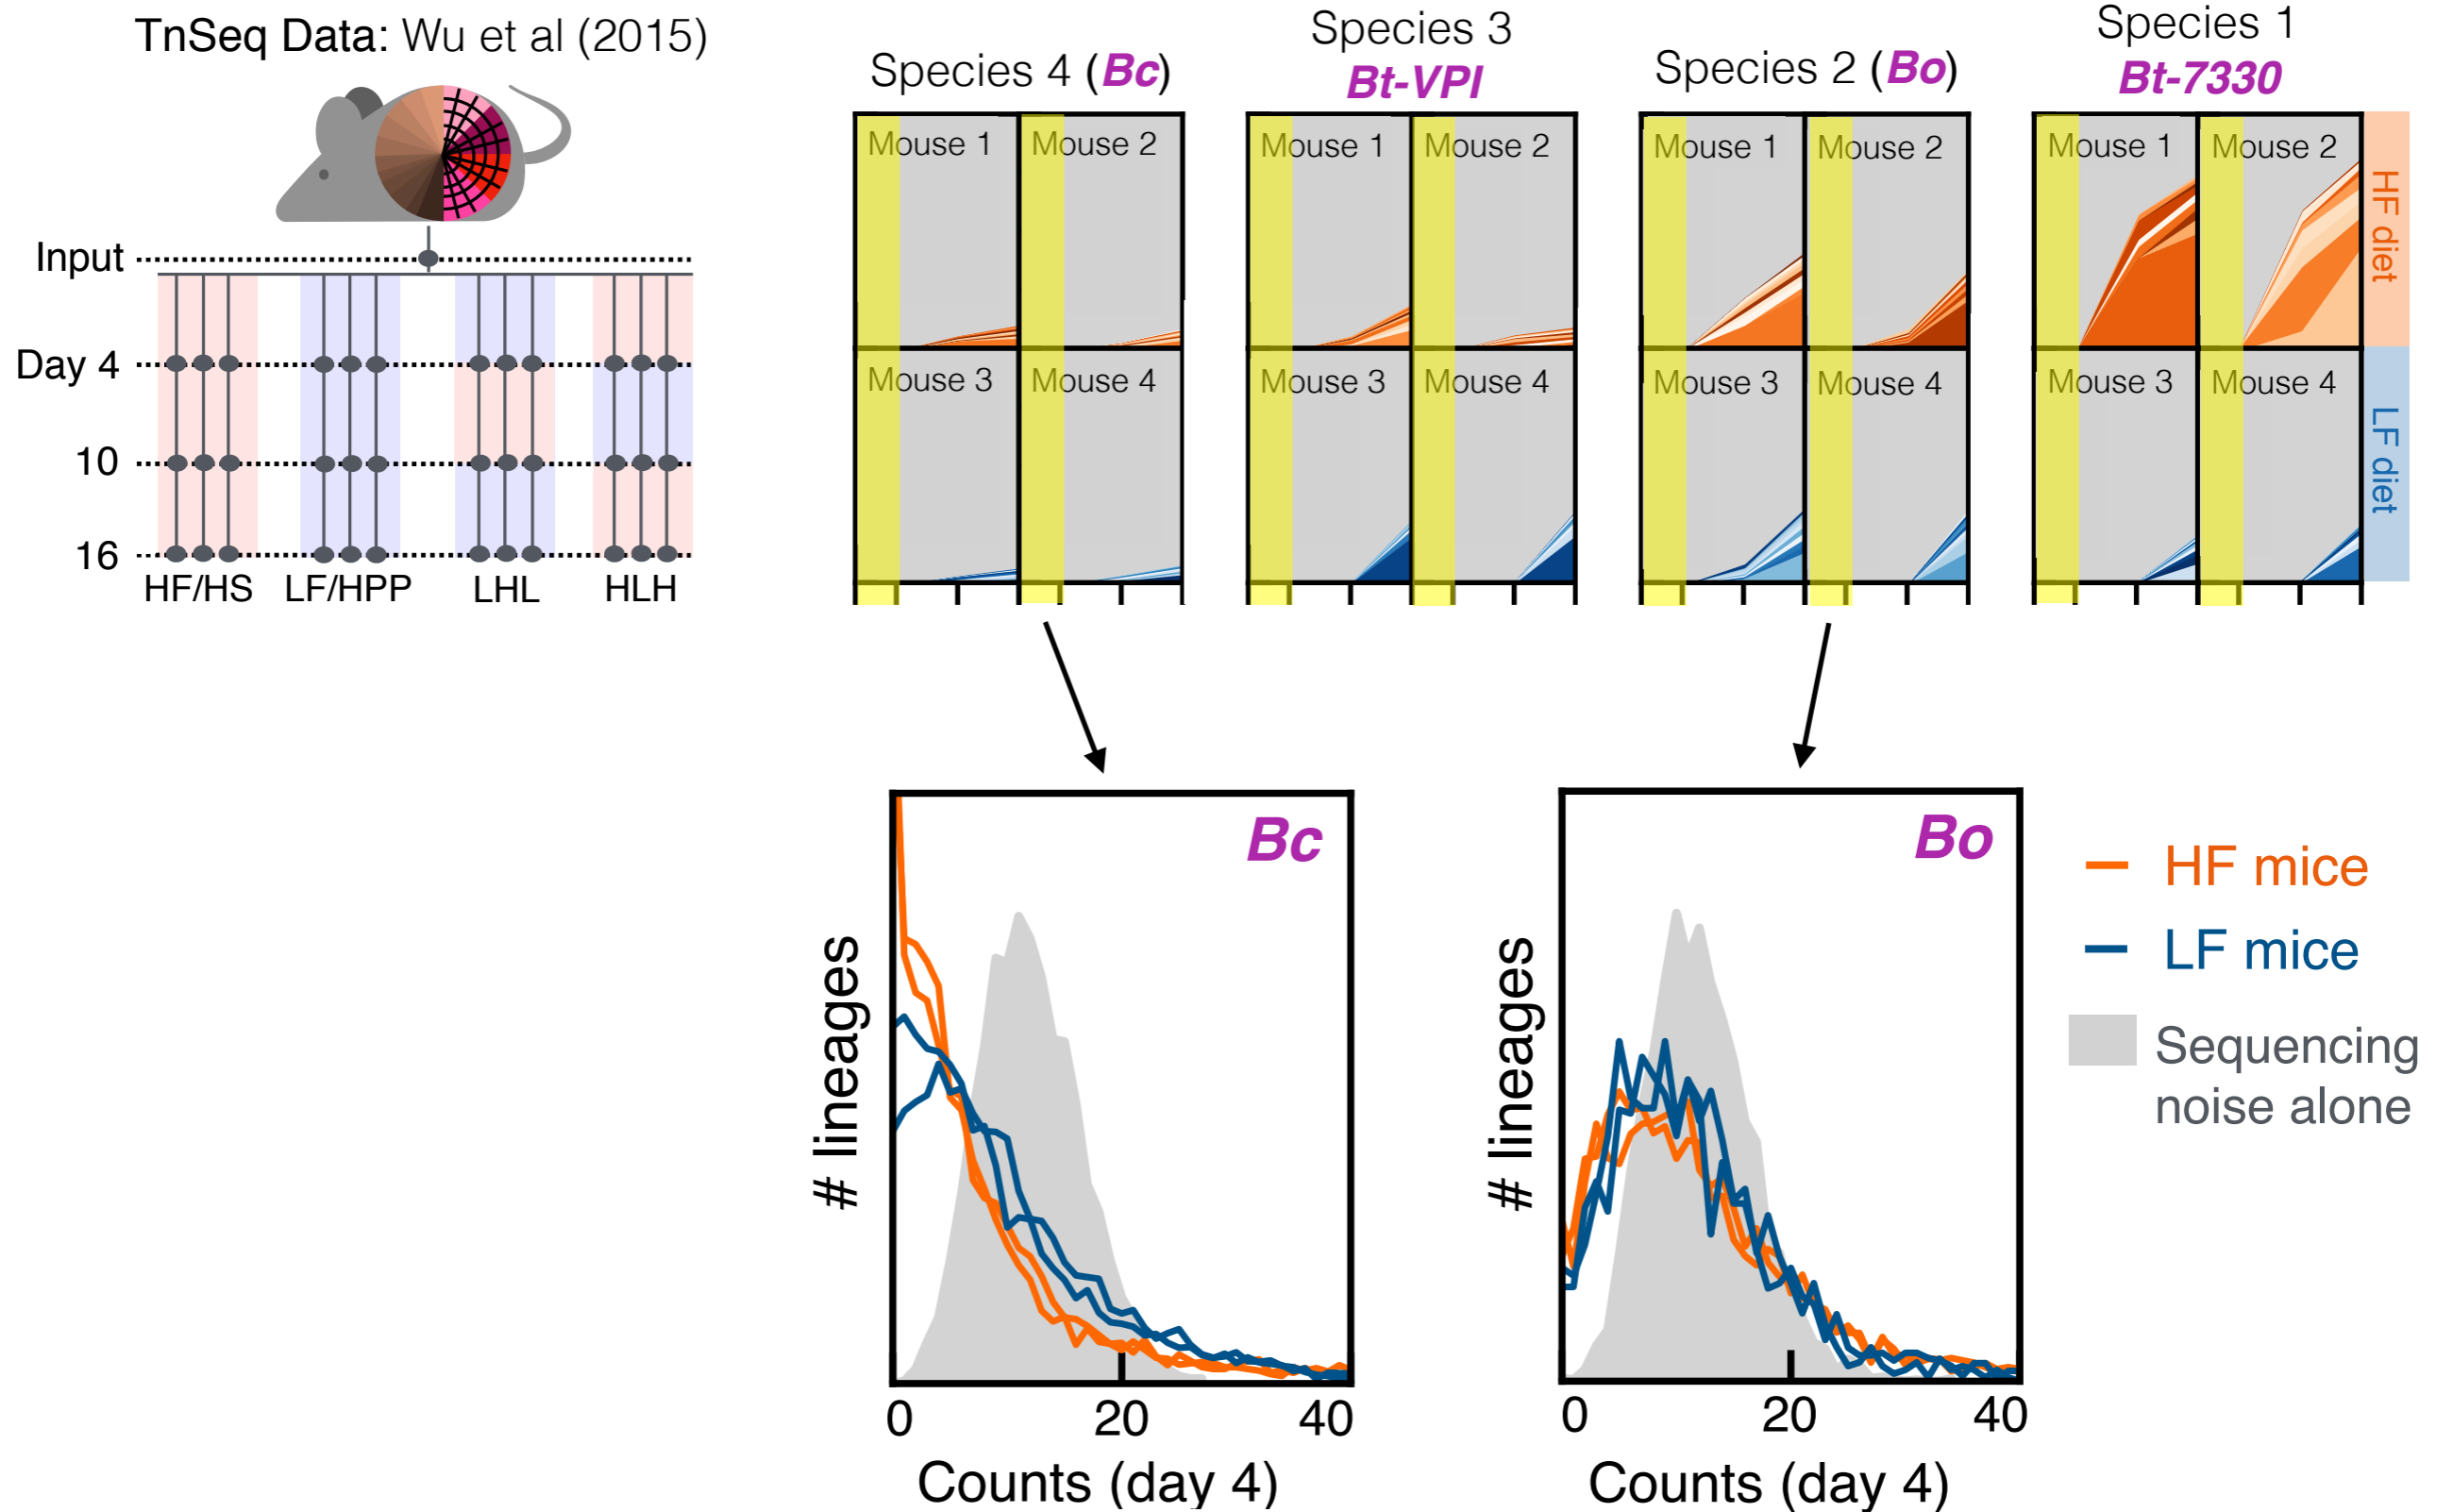 TnSeq Data: Wu et al (2015)
Input
Day 4
10
16
HF/HS
LF/HPP
LHL
HLH
Species 4 (Bc)
Species 3
Bt-VPI
Species 2 (Bo)
Species 1
Bt-7330
Mouse 1
Mouse 2
Mouse 1
Mouse 2
Mouse 1
Mouse 2
Mouse 1
Mouse 2
HF diet
Mouse 3
Mouse 4
Mouse 3
Mouse 4
Mouse 3
Mouse 4
Mouse 3
Mouse 4
LF diet
Bc
# lineages
0
20
40
Counts (day 4)
Bo
# lineages
0
20
40
Counts (day 4)
HF mice
LF mice
Sequencing
noise alone